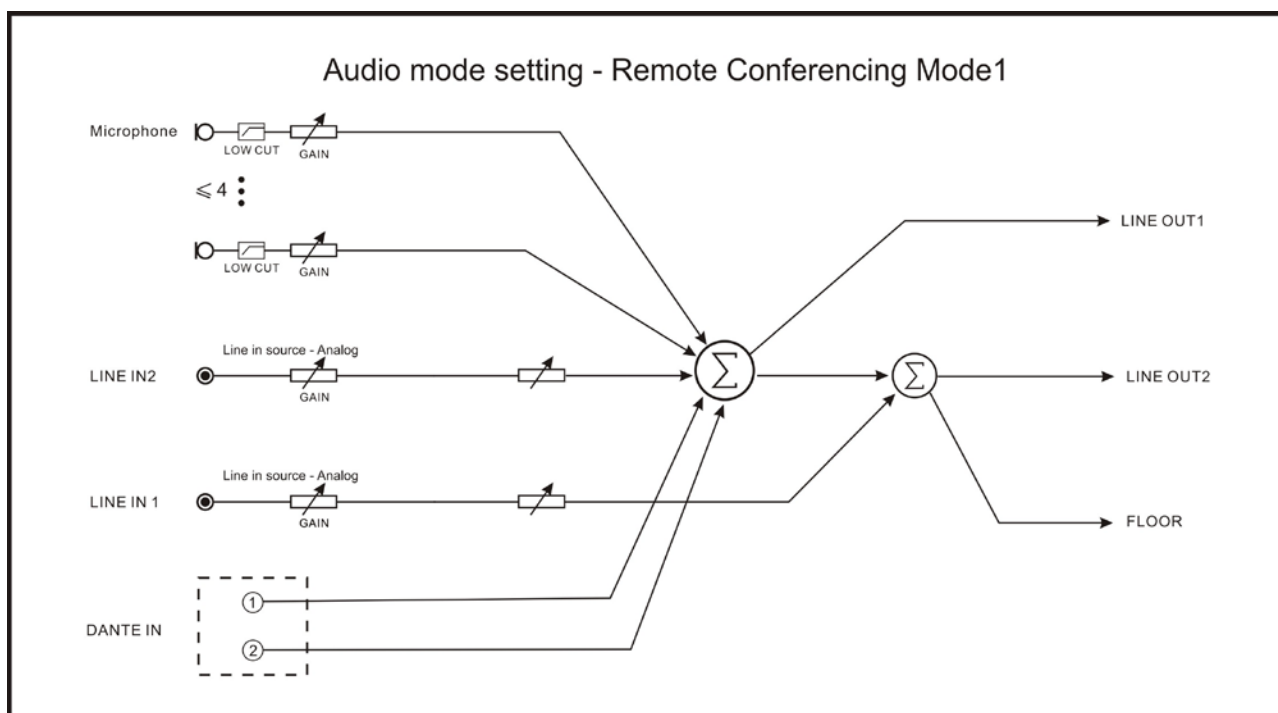 Audio mode setting - Remote Conferencing Mode1
Microphone
LOW CUT
GAIN
≤ 4
LOW CUT
GAIN
LINE OUT1
Line in source - Analog
LINE IN2
GAIN
Σ
Σ
LINE OUT2
Line in source - Analog
LINE IN 1
GAIN
FLOOR
DANTE IN
1
2